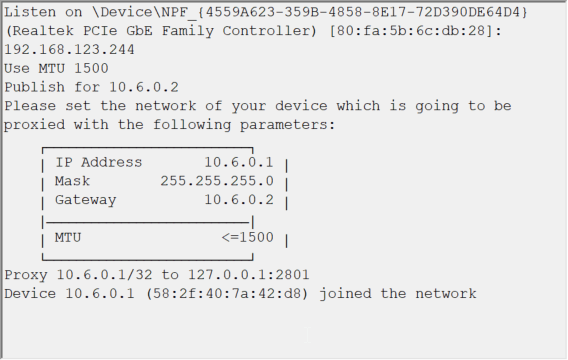 Listen on \Device\NPF_{4559A623-359B-4858-8E17-72D390DE64D4}
(Realtek PCIe GbE Family Controller) [80:fa:5b:6c:db:28]:
192.168.123.244
Use MTU 1500
Publish for 10.6.0.2
Please set the network of your device which is going to be
proxied with the following parameters:
IP Address 10.6.0.1
Mask 255.255.255.0
Gateway 10.6.0.2
MTU <=1500
Proxy 10.6.0.1/32 to 127.0.0.1:2801
Device 10.6.0.1 (58:2f:40:7a:42:d8) joined the network